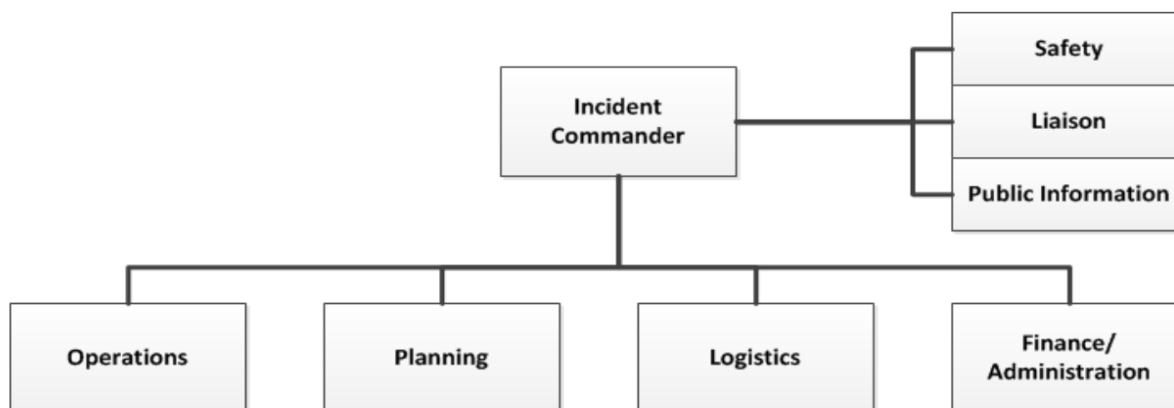 Safety
Incident
Commander
Liaison
Public Information
Operations
Planning
Logistics
Finance/
Administration